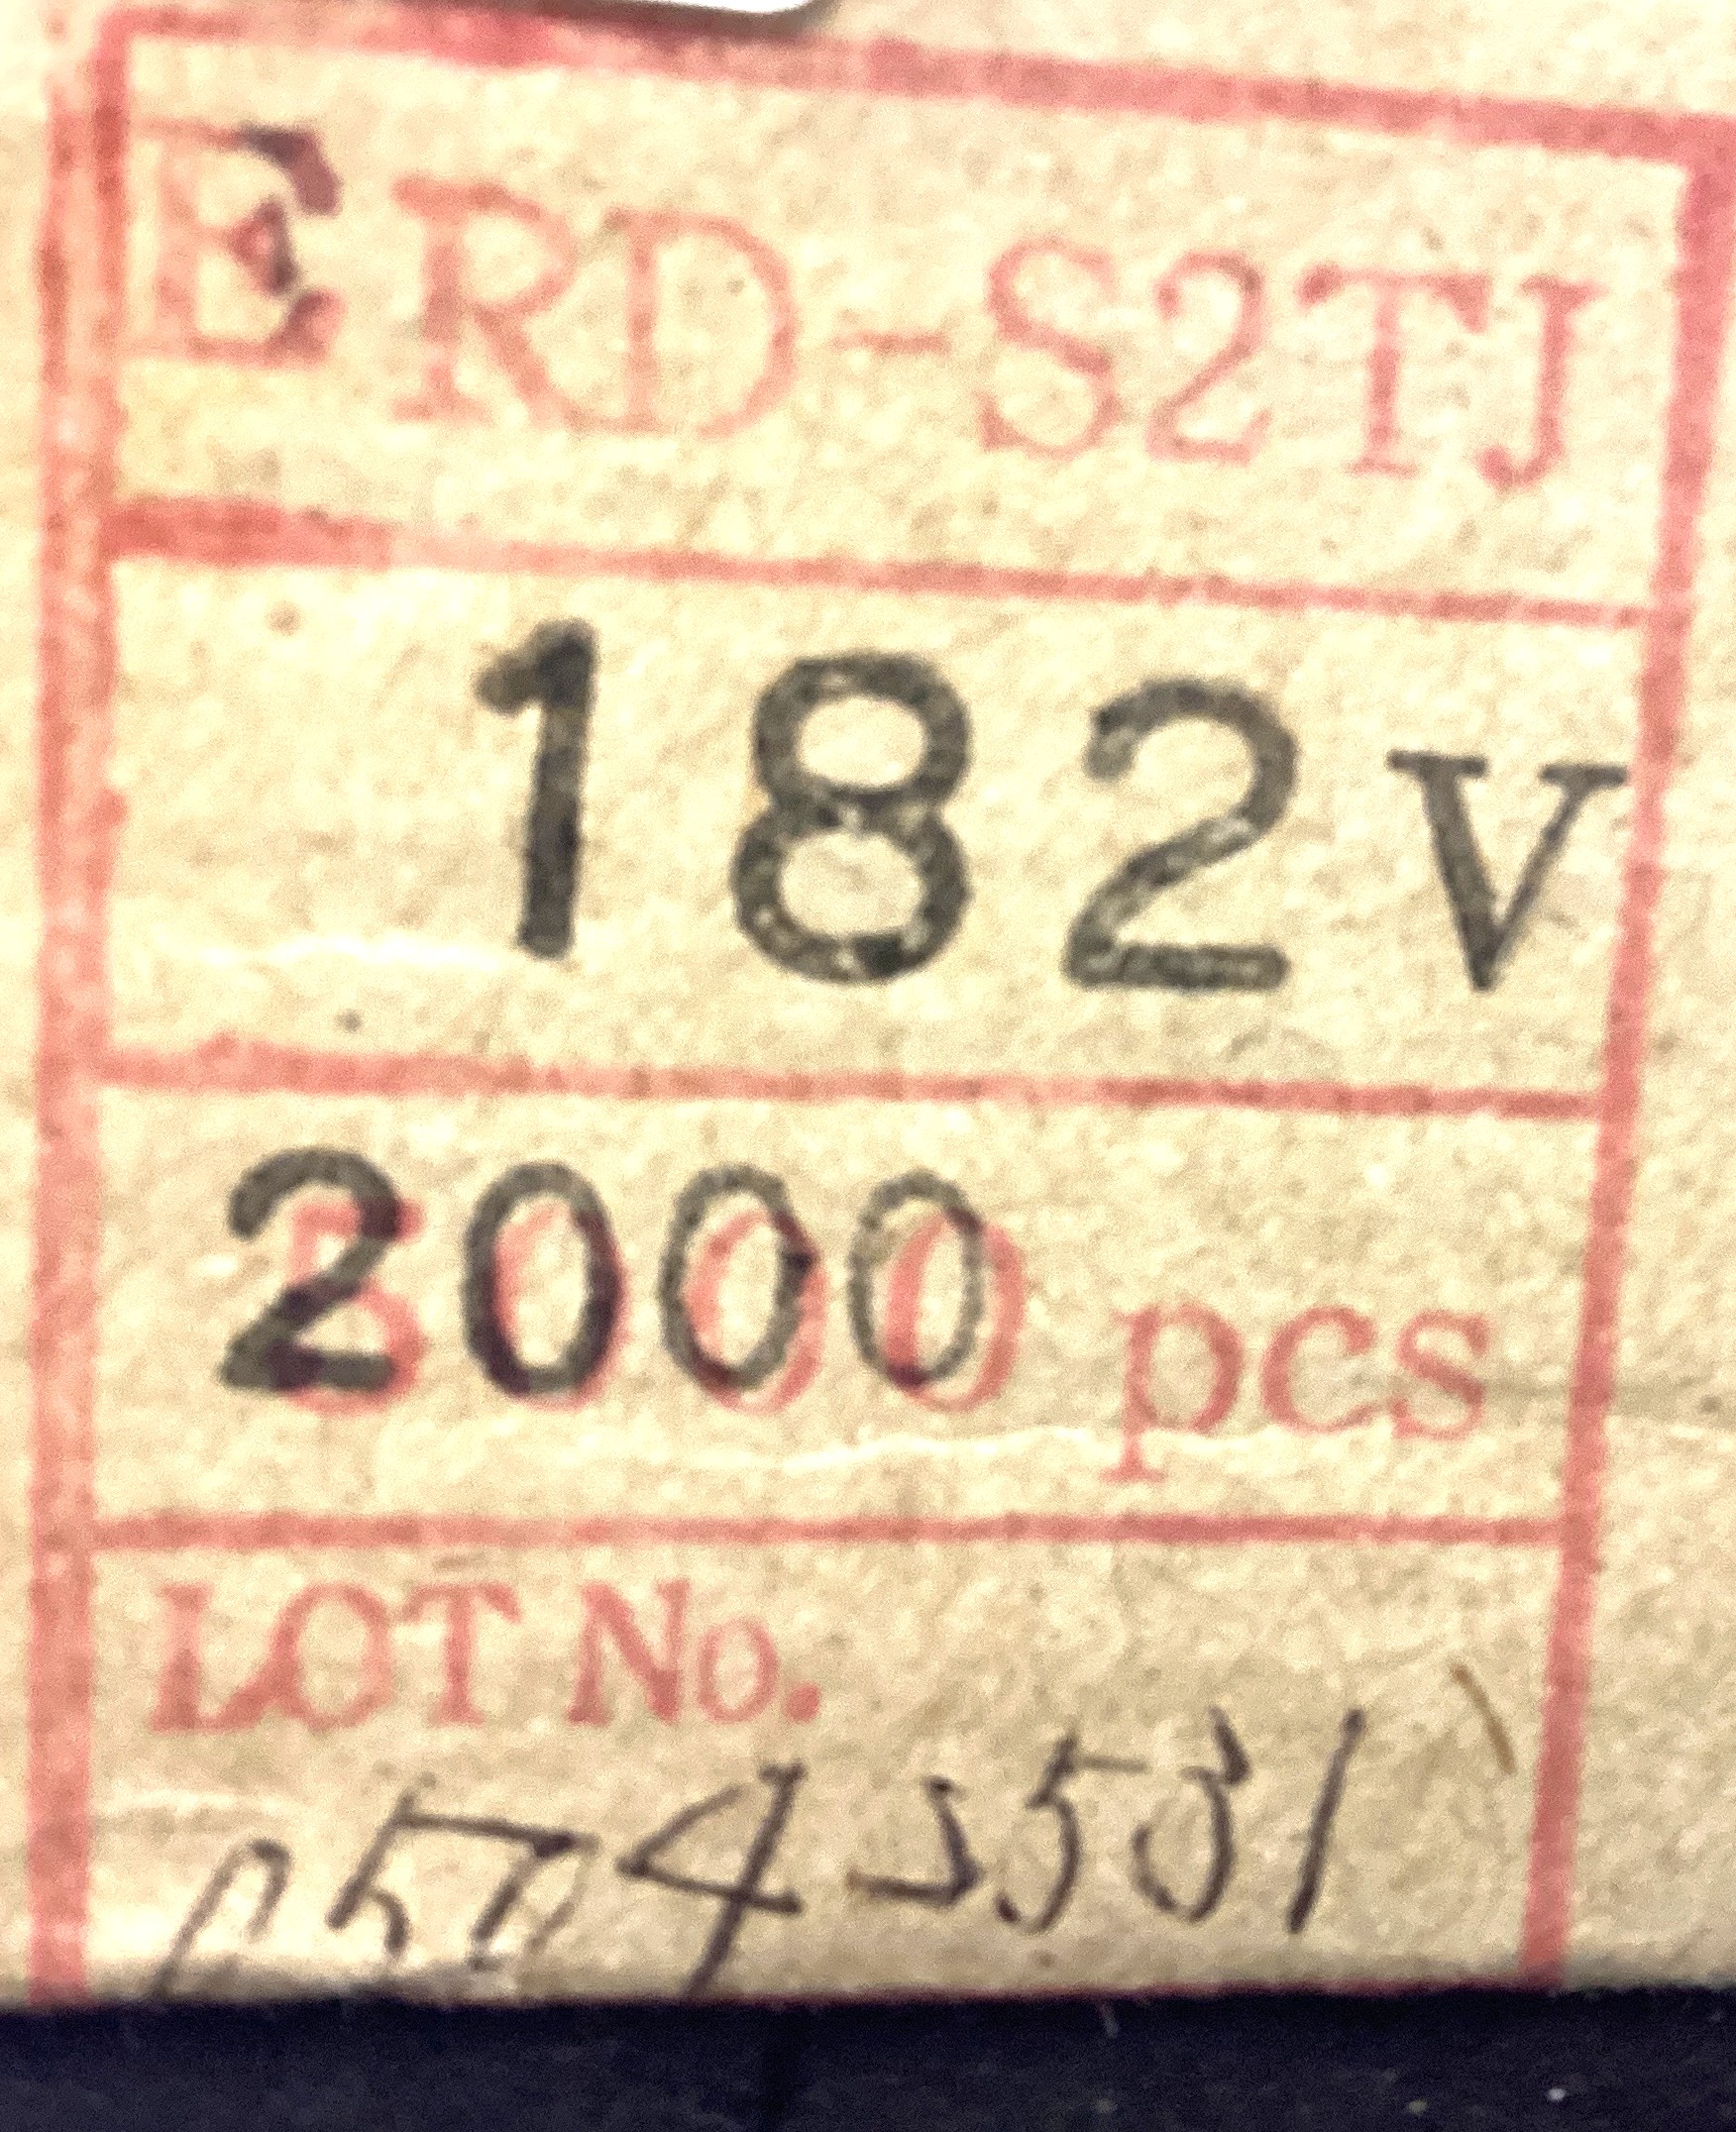 ERD-S2TJ
182V
2000 pcs
LOT No.